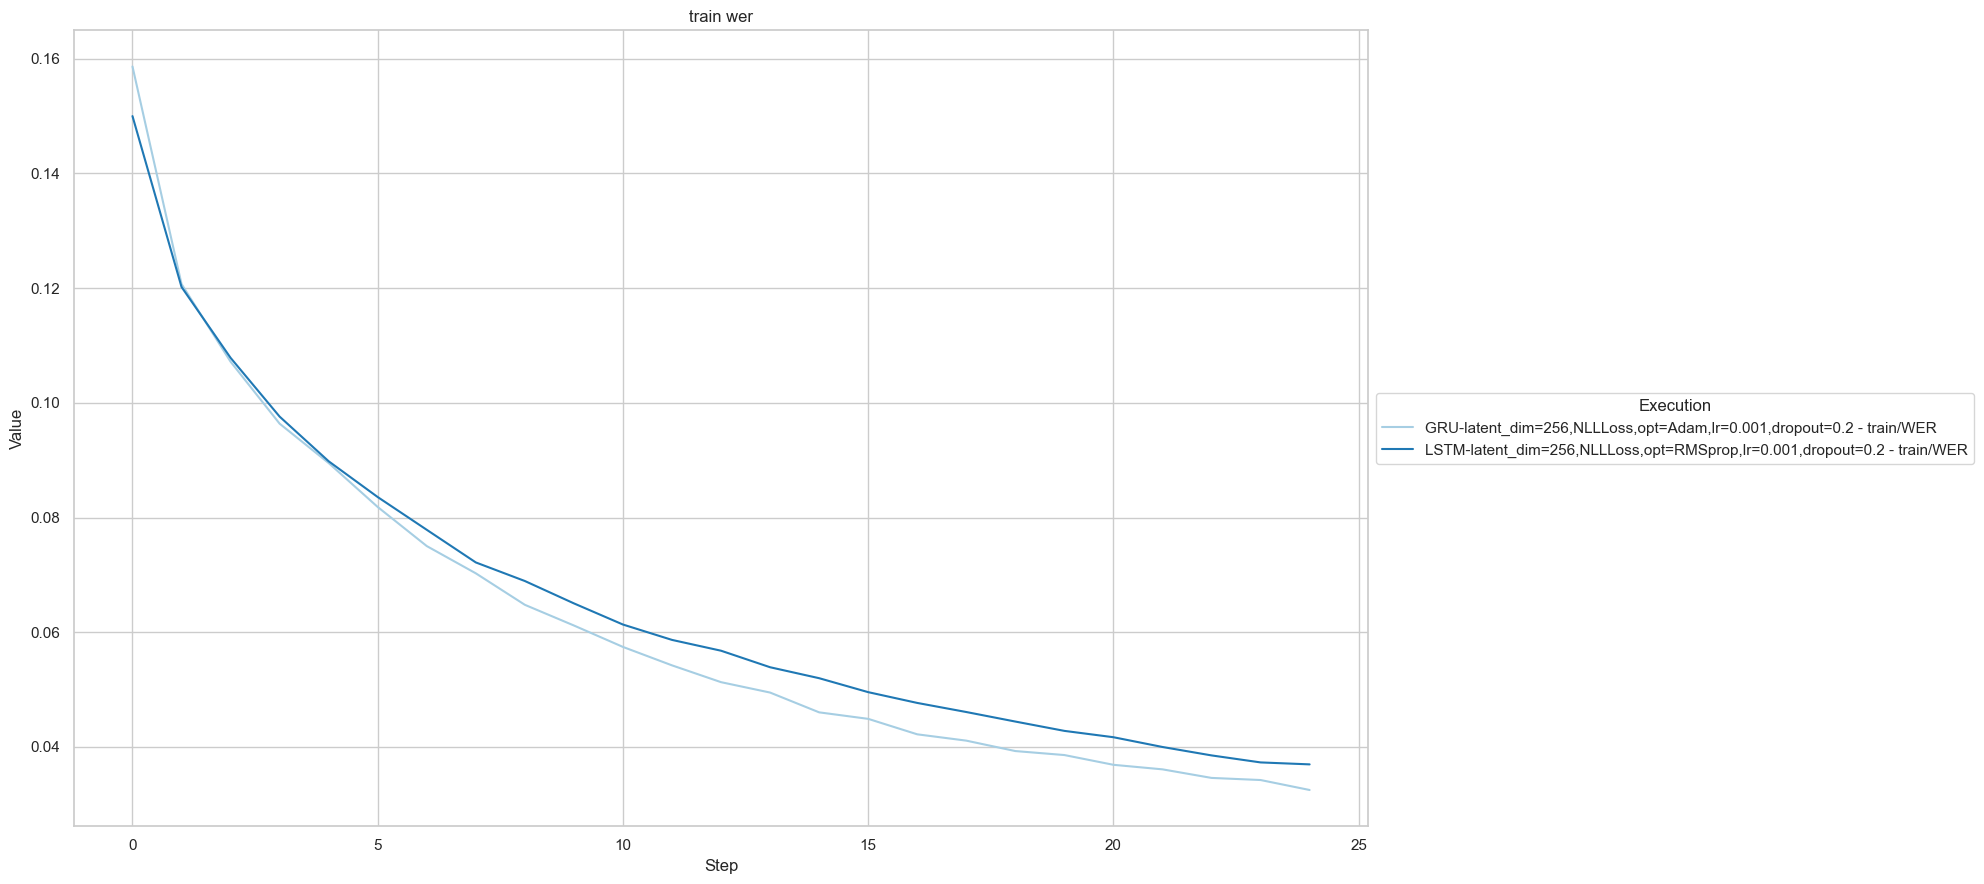 train wer
0.16
0.14
0.12
0.10
0.08
0.06
0.04
Value
0 5 10 15 20 25
Step
Execution
GRU-latent_dim=256,NLLLoss,opt=Adam,lr=0.001,dropout=0.2 - train/WER
LSTM-latent_dim=256,NLLLoss,opt=RMSprop,lr=0.001,dropout=0.2 - train/WER